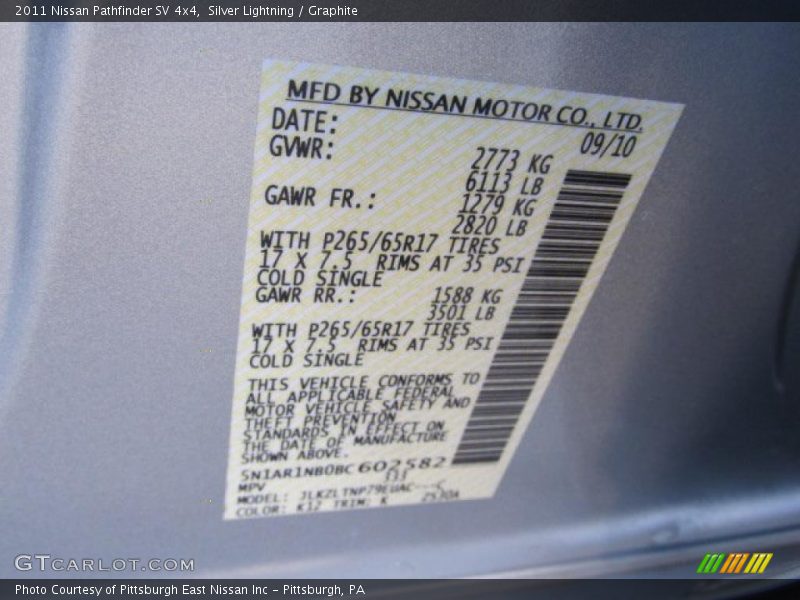 2011 Nissan Pathfinder SV 4x4,  Silver Lightning / Graphite
MFD BY NISSAN MOTOR CO., LTD.
DATE: 09/10
GVWR: 2773 KG
6113 LB
GAWR FR.: 1279 KG
2820 LB
WITH P265/65R17 TIRES
17 X 7.5 RIMS AT 35 PSI
COLD SINGLE
GAWR RR.: 1588 KG
3501 LB
WITH P265/65R17 TIRES
17 X 7.5 RIMS AT 35 PSI
COLD SINGLE
THIS VEHICLE CONFORMS TO
ALL APPLICABLE FEDERAL
MOTOR VEHICLE SAFETY AND
THEFT PREVENTION
STANDARDS IN EFFECT ON
THE DATE OF MANUFACTURE
SHOWN ABOVE.
5N1AR1NB0BC602582
MPV
MODEL:
COLOR: K12 TRIM: K
GTCarLot.com
Photo Courtesy of Pittsburgh East Nissan Inc – Pittsburgh, PA